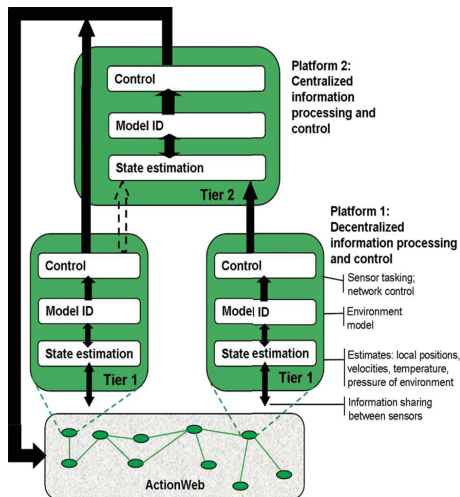 Platform 2:
Centralized
information
processing and
control
Control
Model ID
State estimation
Tier 2
Platform 1:
Decentralized
information processing
and control
Control
Model ID
State estimation
Tier 1
Control
Model ID
State estimation
Tier 1
Sensor tasking;
network control
Environment
model
Estimates: local positions,
velocities, temperature,
pressure of environment
Information sharing
between sensors
ActionWeb